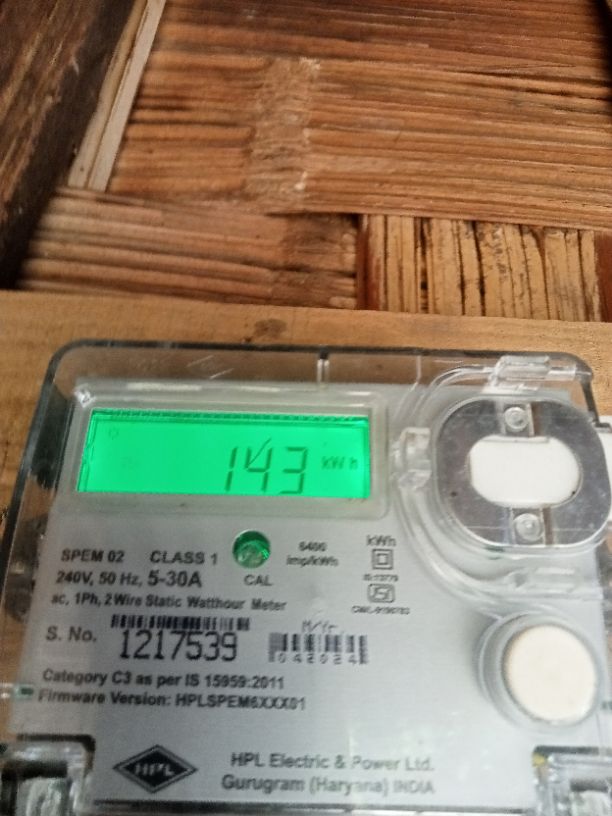 143 kWh
SPEM 02 CLASS 1
240V, 50 Hz, 5-30A
CAL
6400
imp/kWh
kWh
ac, 1Ph, 2 Wire Static Watthour Meter
S. No. 1217539
M/Yr
042024
Category C3 as per IS 15959:2011
Firmware Version: HPLSPEM6XXX01
HPL
HPL Electric & Power Ltd.
Gurugram (Haryana) INDIA